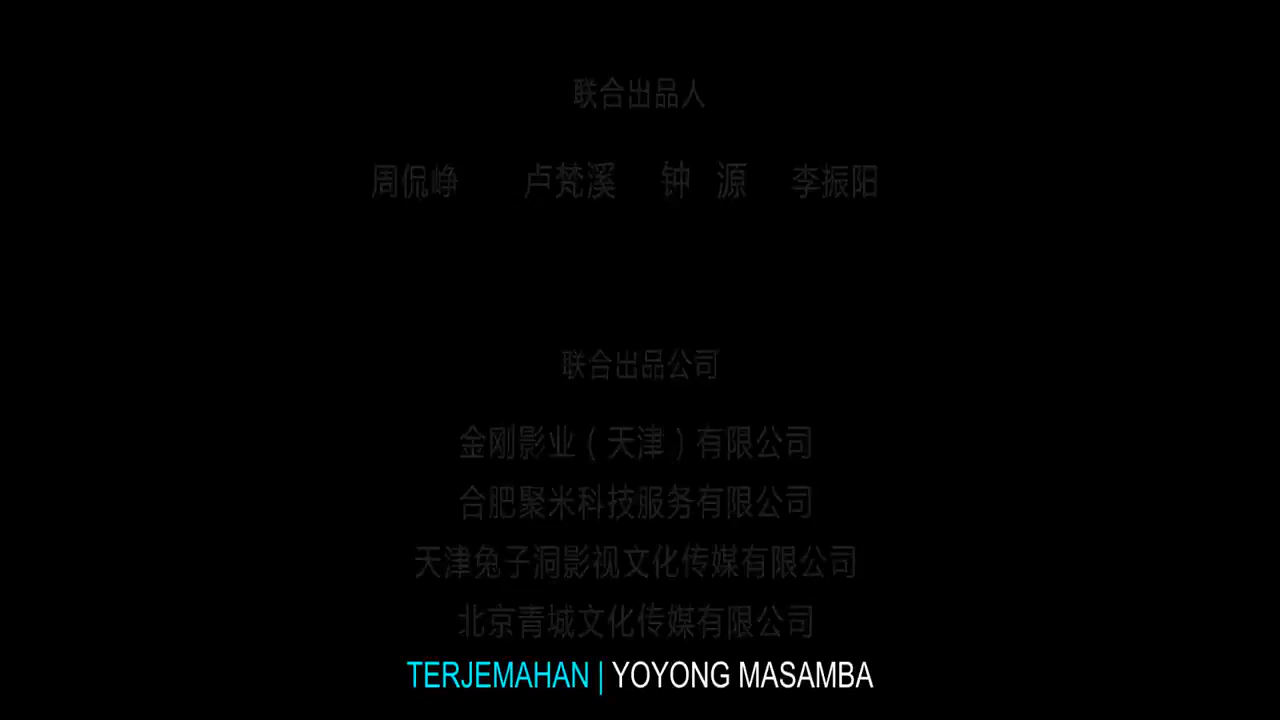 联合出品人
周侃峥 卢梵溪 钟 源 李振阳
联合出品公司
金刚影业（天津）有限公司
合肥聚米科技服务有限公司
天津兔子洞影视文化传媒有限公司
北京青城文化传媒有限公司
TERJEMAHAN | YOYONG MASAMBA